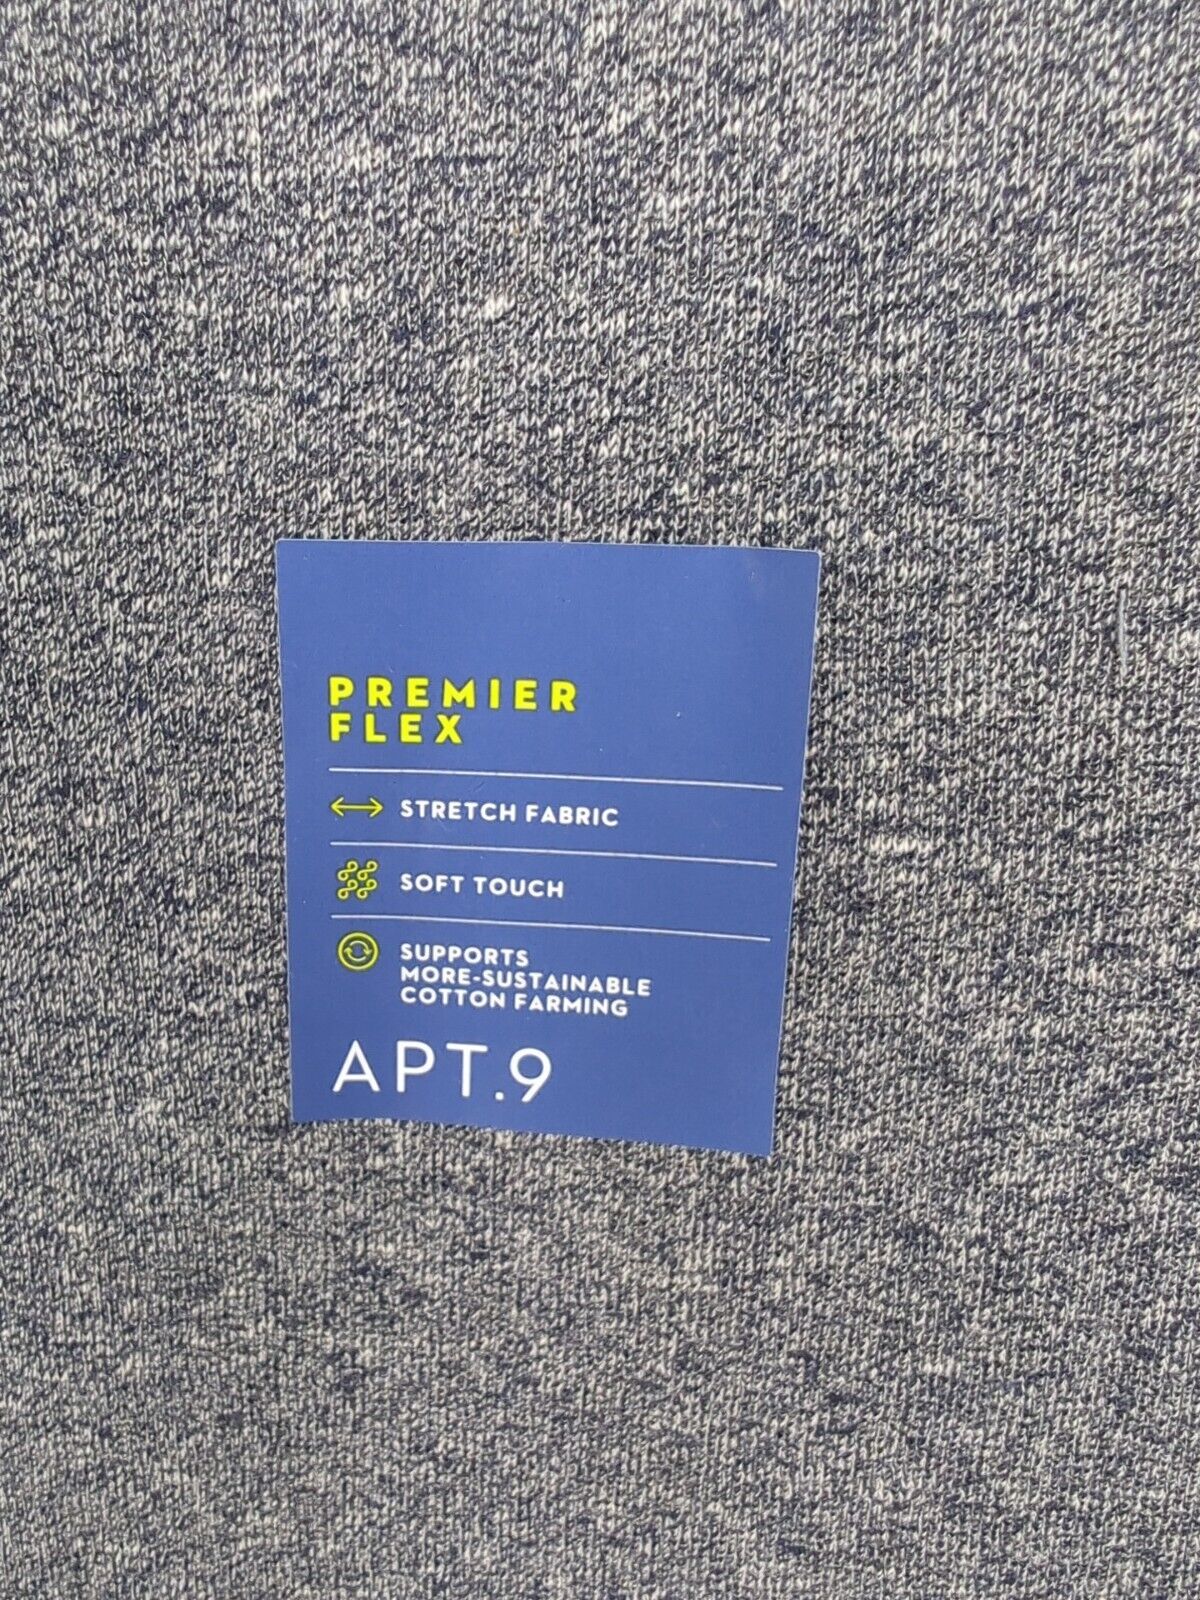 PREMIER
FLEX
STRETCH FABRIC
SOFT TOUCH
SUPPORTS
MORE-SUSTAINABLE
COTTON FARMING
APT.9